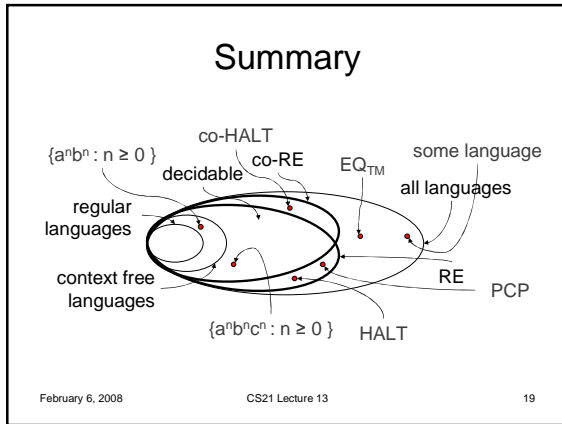 Summary
co-HALT
{aⁿbⁿ : n ≥ 0 }
co-RE
some language
decidable
EQ_TM
all languages
regular
languages
context free
languages
RE
PCP
{aⁿbⁿcⁿ : n ≥ 0 }
HALT
February 6, 2008
CS21 Lecture 13
19